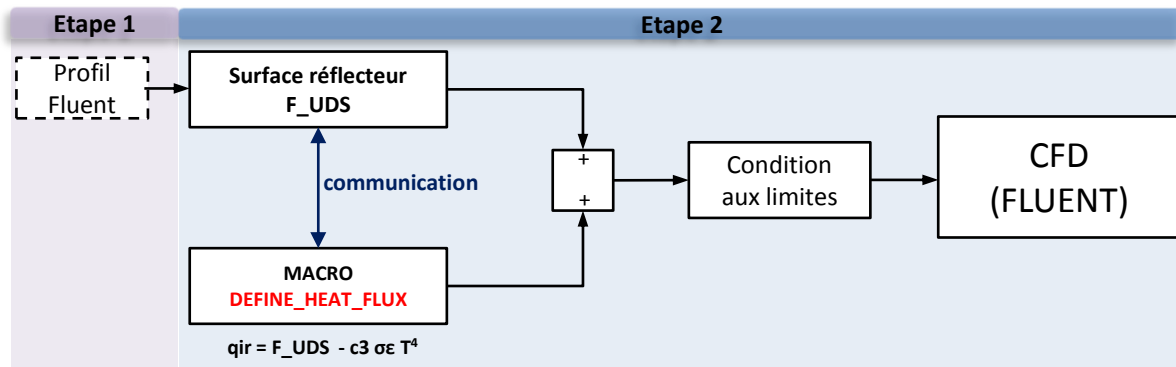 Etape 1
Etape 2
Profil
Fluent
Surface réflecteur
F_UDS
communication
MACRO
DEFINE_HEAT_FLUX
qir = F_UDS - c3 σε T⁴
+
+
Condition
aux limites
CFD
(FLUENT)